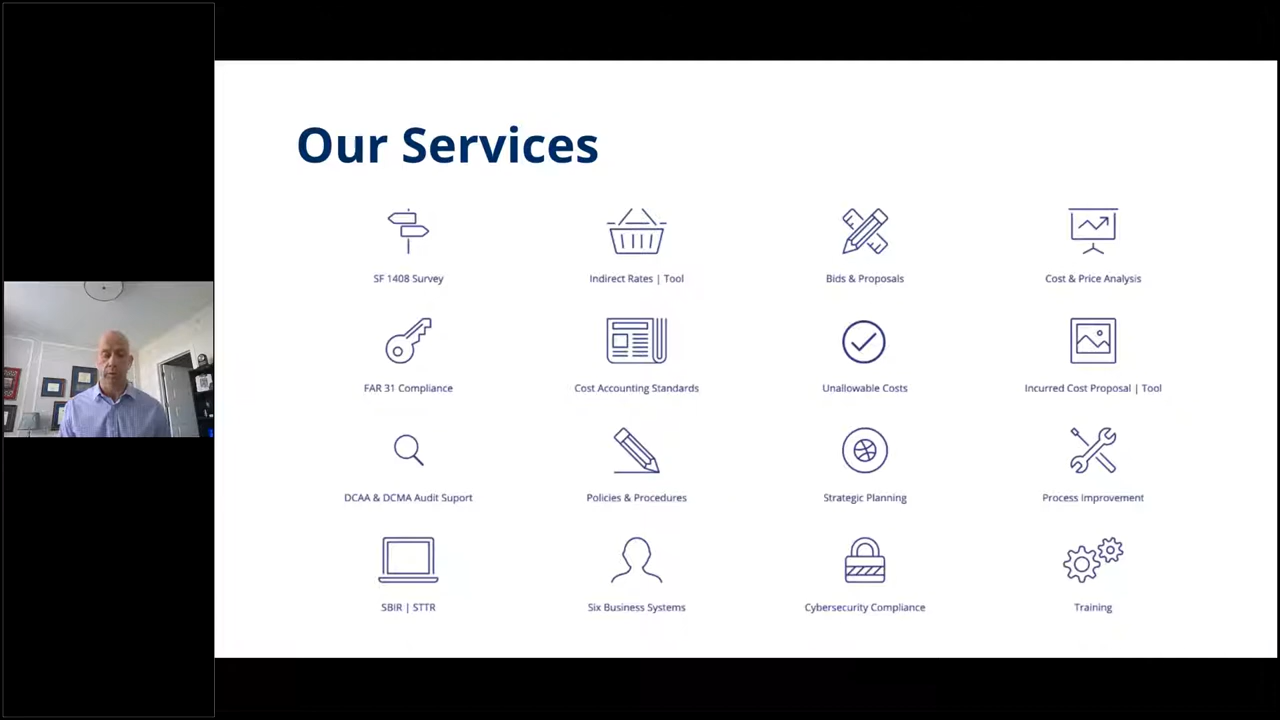 Our Services
SF 1408 Survey
Indirect Rates | Tool
Bids & Proposals
Cost & Price Analysis
FAR 31 Compliance
Cost Accounting Standards
Unallowable Costs
Incurred Cost Proposal | Tool
DCAA & DCMA Audit Suport
Policies & Procedures
Strategic Planning
Process Improvement
SBIR | STTR
Six Business Systems
Cybersecurity Compliance
Training